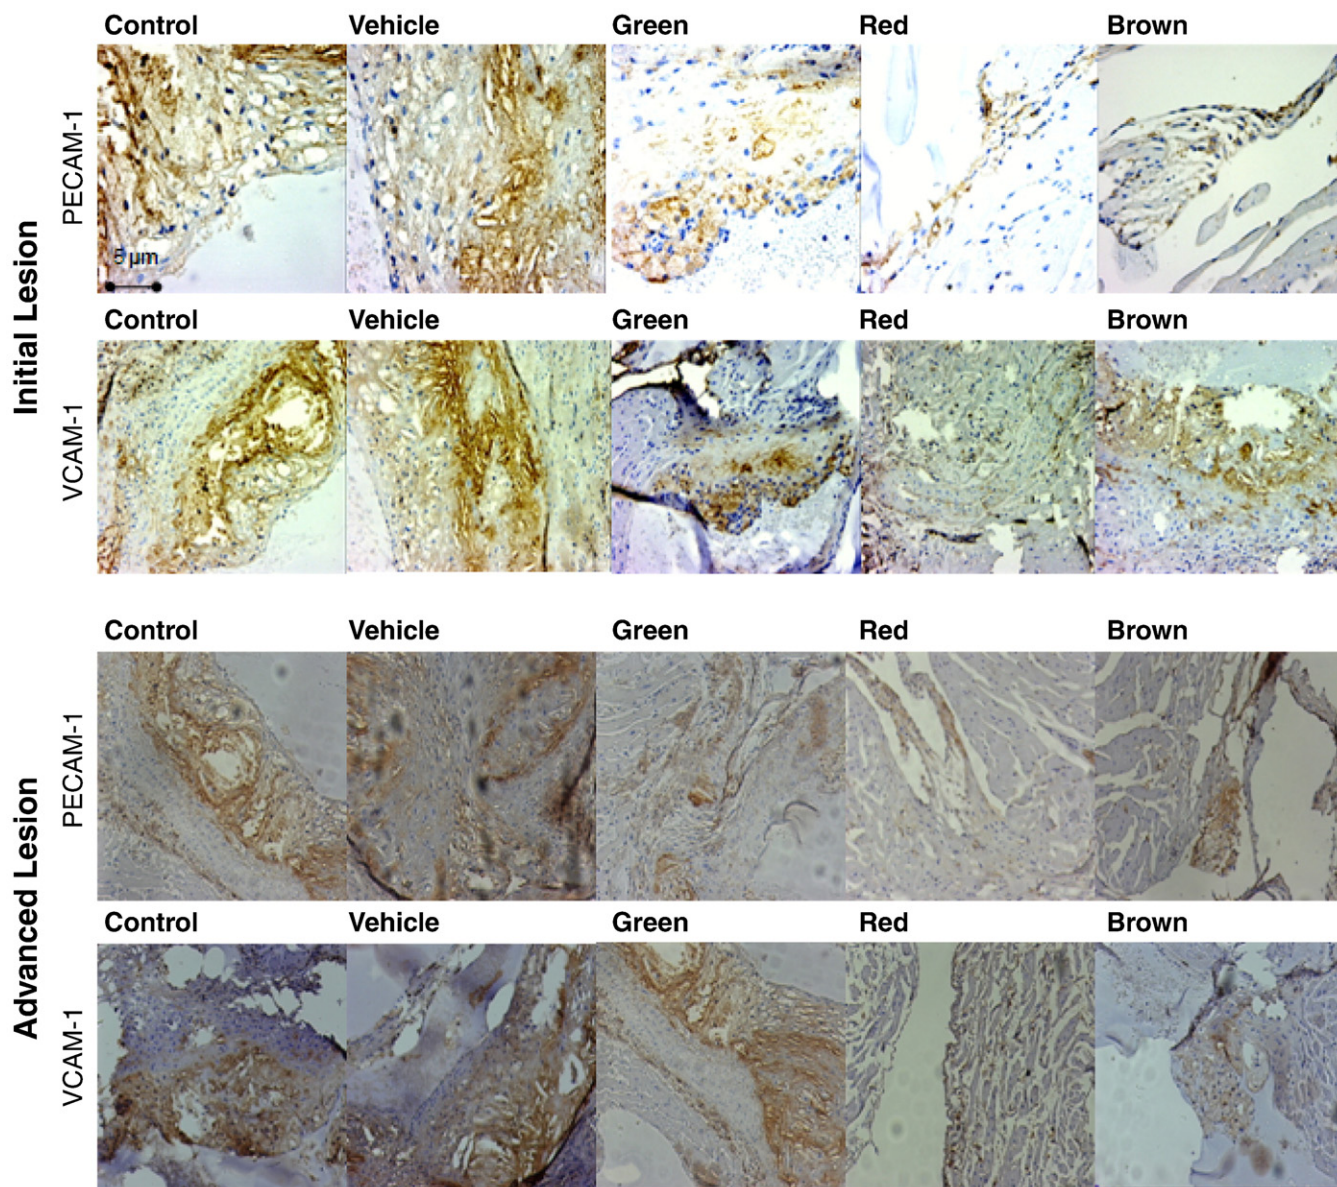 Control Vehicle Green Red Brown
Initial Lesion
PECAM-1
5 µm
Control Vehicle Green Red Brown
VCAM-1
Control Vehicle Green Red Brown
Advanced Lesion
PECAM-1
Control Vehicle Green Red Brown
VCAM-1